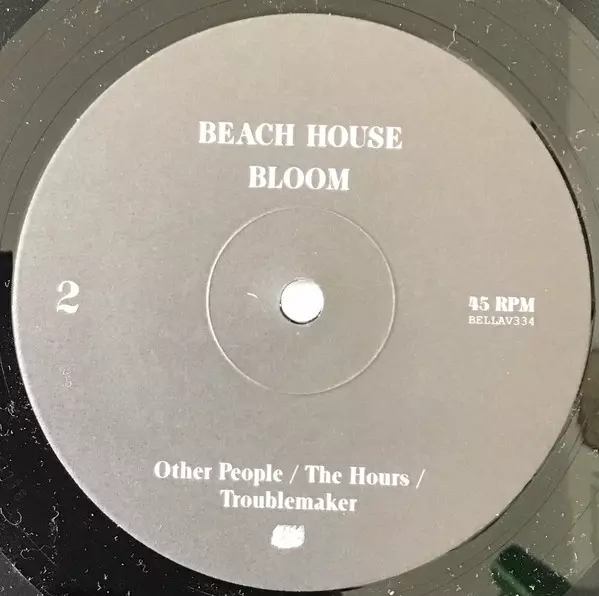 BEACH HOUSE
BLOOM
2
45 RPM
BELLAV334
Other People / The Hours /
Troublemaker